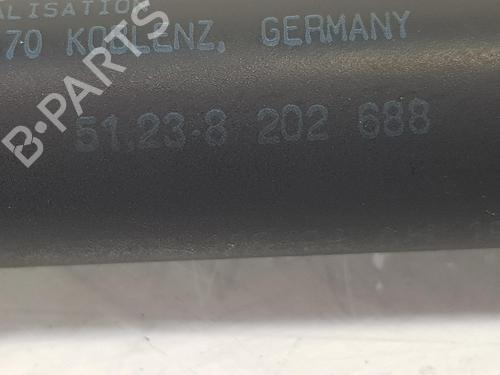 ALISATION
70 KOBLENZ, GERMANY
51.23-8 202 688
B-PARTS